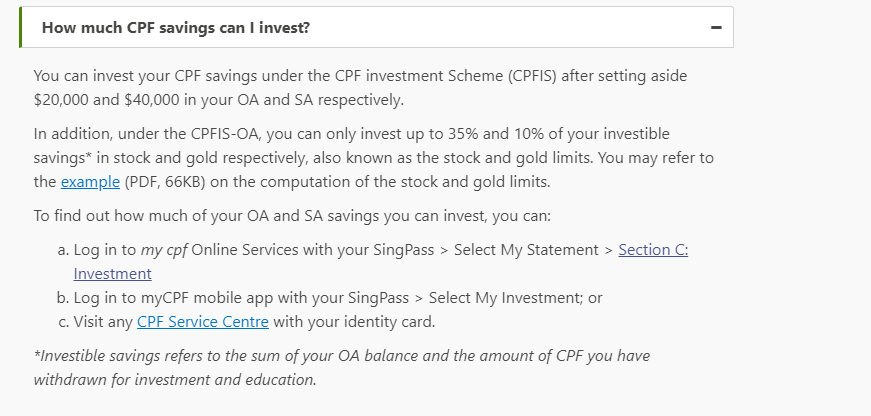 How much CPF savings can I invest?
You can invest your CPF savings under the CPF investment Scheme (CPFIS) after setting aside
$20,000 and $40,000 in your OA and SA respectively.
In addition, under the CPFIS-OA, you can only invest up to 35% and 10% of your investible
savings* in stock and gold respectively, also known as the stock and gold limits. You may refer to
the example (PDF, 66KB) on the computation of the stock and gold limits.
To find out how much of your OA and SA savings you can invest, you can:
a. Log in to my cpf Online Services with your SingPass > Select My Statement > Section C:
Investment
b. Log in to myCPF mobile app with your SingPass > Select My Investment; or
c. Visit any CPF Service Centre with your identity card.
*Investible savings refers to the sum of your OA balance and the amount of CPF you have
withdrawn for investment and education.